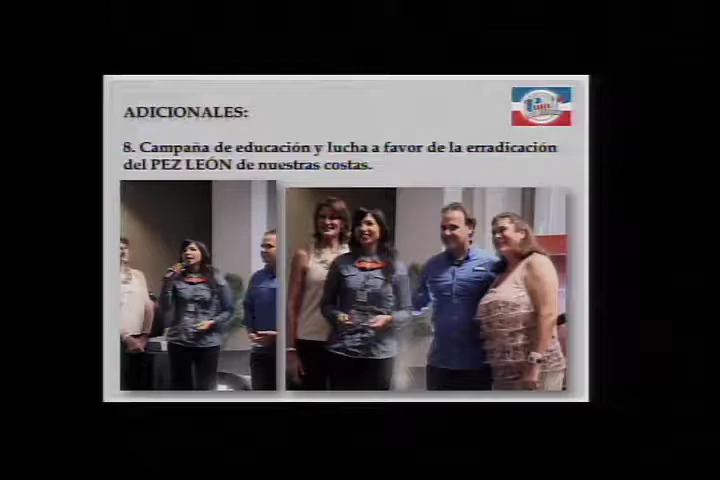 ADICIONALES:
8. Campaña de educación y lucha a favor de la erradicación
del PEZ LEÓN de nuestras costas.